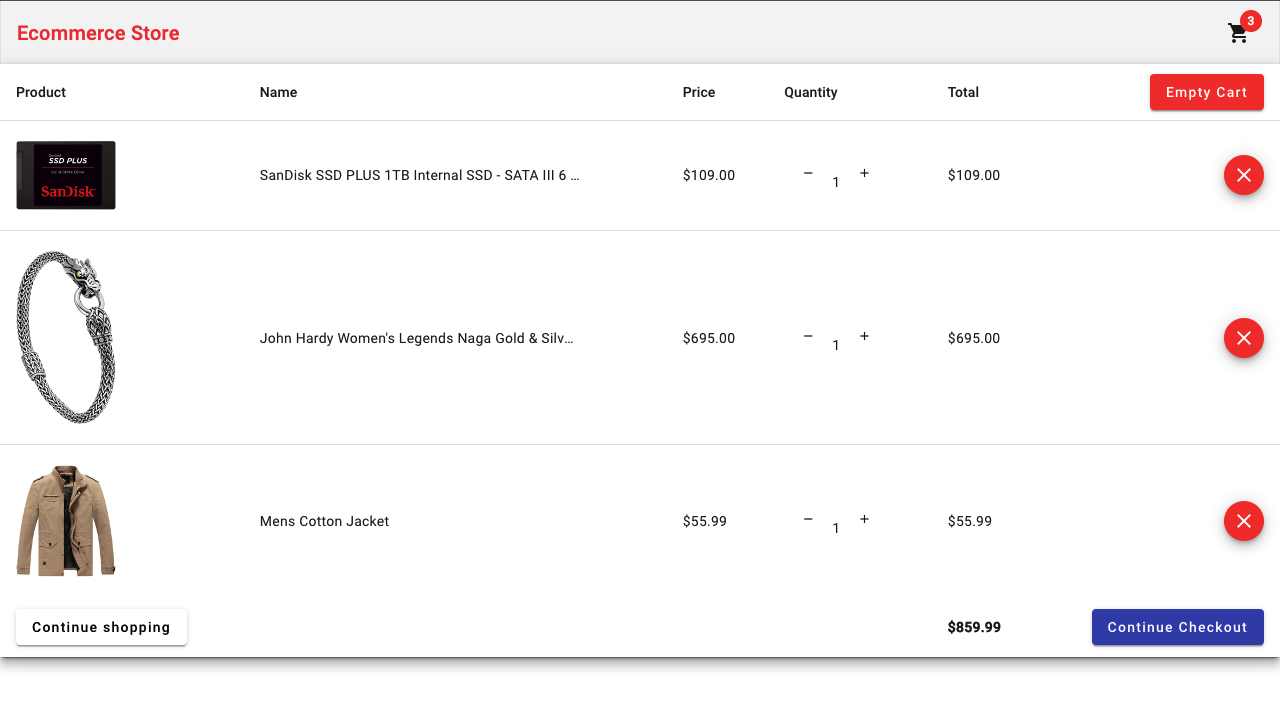 Ecommerce Store
3
Product Name Price Quantity Total Empty Cart
SSD PLUS
SanDisk
SanDisk SSD PLUS 1TB Internal SSD - SATA III 6 … $109.00 − 1 + $109.00
John Hardy Women's Legends Naga Gold & Silv… $695.00 − 1 + $695.00
Mens Cotton Jacket $55.99 − 1 + $55.99
Continue shopping $859.99 Continue Checkout